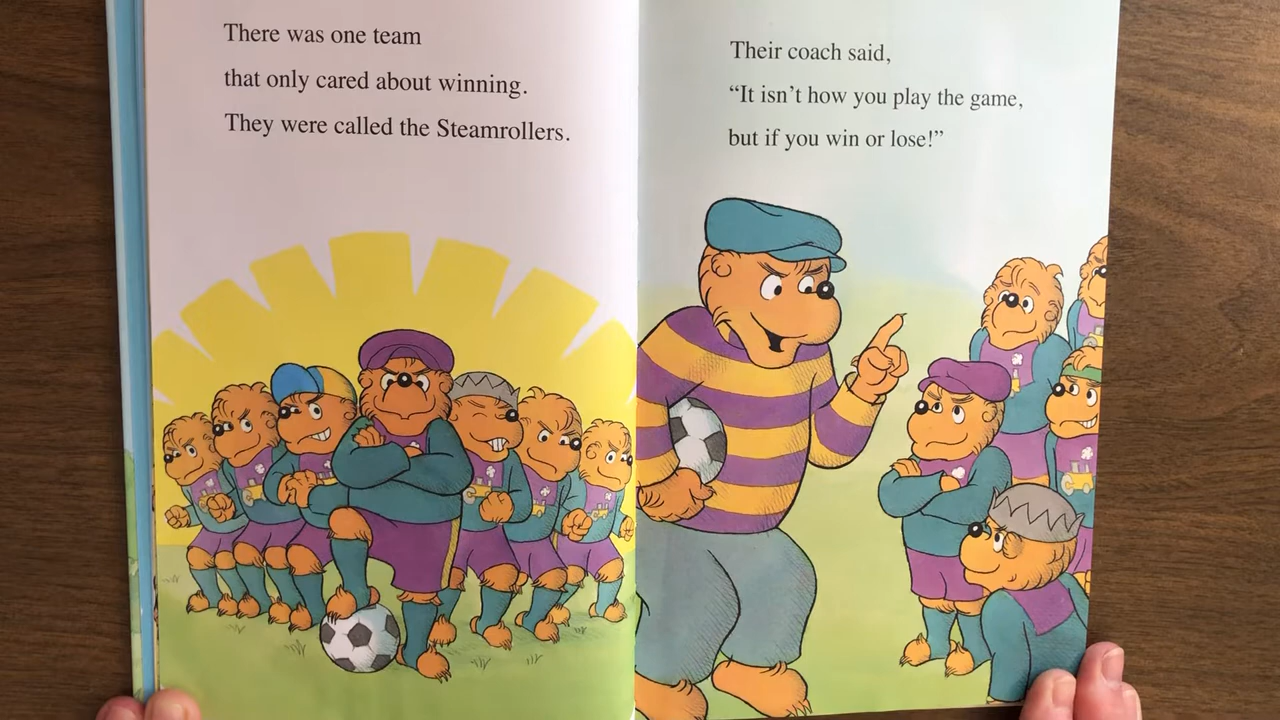 There was one team
that only cared about winning.
They were called the Steamrollers.
Their coach said,
“It isn’t how you play the game,
but if you win or lose!”